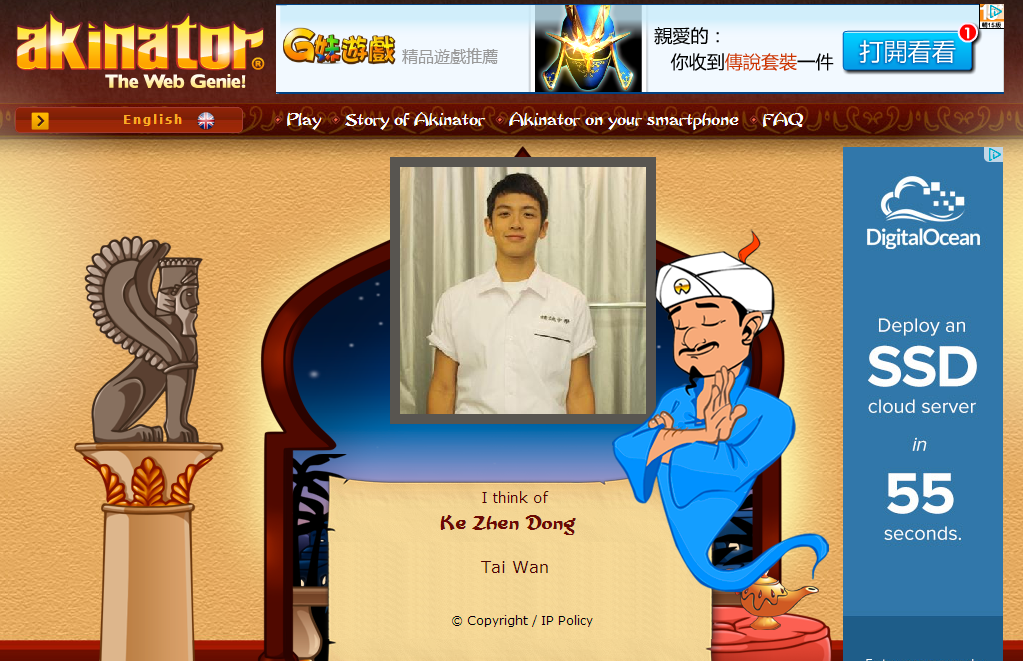 akinator®
The Web Genie!
G妹遊戲 精品遊戲推薦
親愛的：
你收到傳說套裝一件
打開看看
1
English
Play
Story of Akinator
Akinator on your smartphone
FAQ
DigitalOcean
Deploy an
SSD
cloud server
in
55
seconds.
I think of
Ke Zhen Dong
Tai Wan
© Copyright / IP Policy